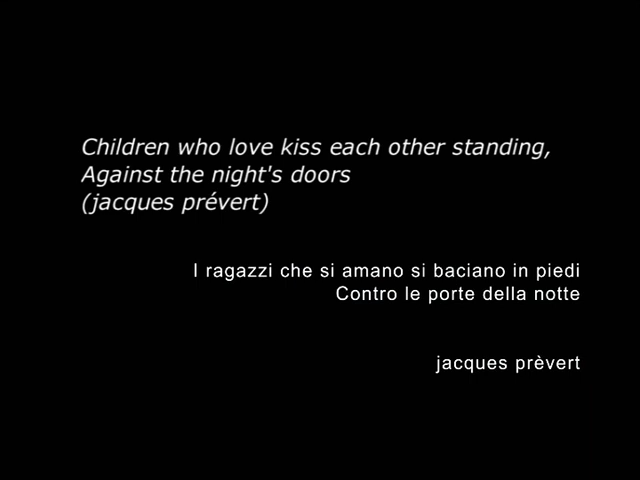 Children who love kiss each other standing,
Against the night's doors
(jacques prévert)
I ragazzi che si amano si baciano in piedi
Contro le porte della notte
jacques prèvert